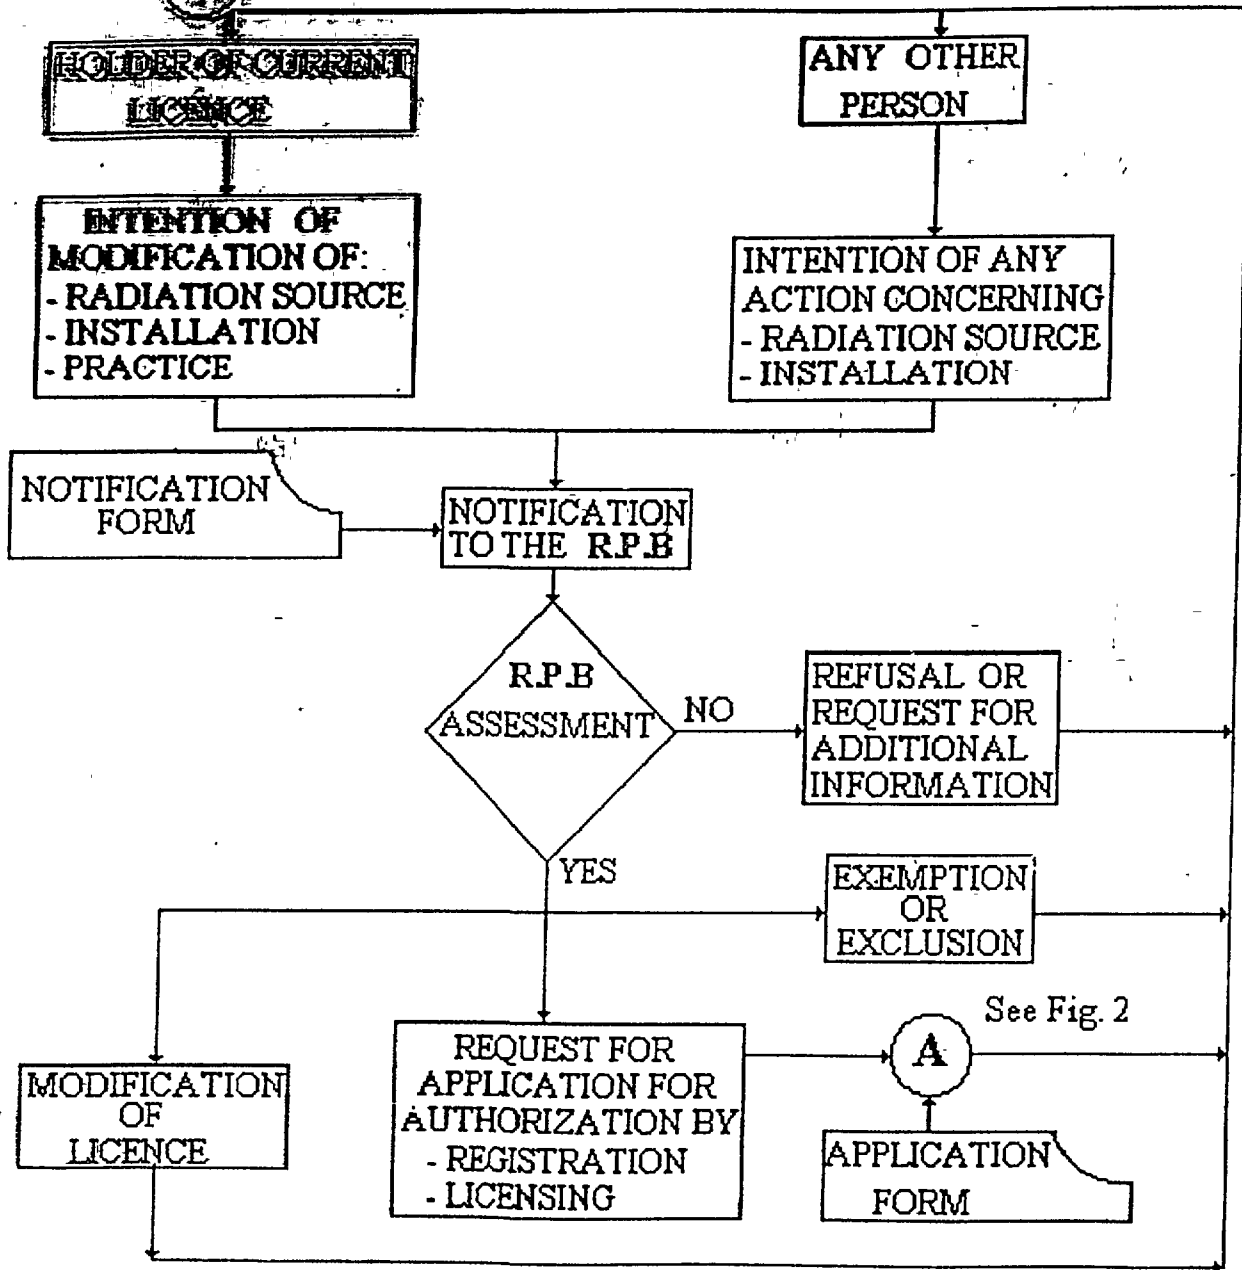 HOLDER OF CURRENT
LICENCE
ANY OTHER
PERSON
INTENTION OF
MODIFICATION OF:
- RADIATION SOURCE
- INSTALLATION
- PRACTICE
INTENTION OF ANY
ACTION CONCERNING
- RADIATION SOURCE
- INSTALLATION
NOTIFICATION
FORM
NOTIFICATION
TO THE R.P.B
R.P.B
ASSESSMENT
NO
REFUSAL OR
REQUEST FOR
ADDITIONAL
INFORMATION
YES
EXEMPTION
OR
EXCLUSION
See Fig. 2
A
MODIFICATION
OF
LICENCE
REQUEST FOR
APPLICATION FOR
AUTHORIZATION BY
- REGISTRATION
- LICENSING
APPLICATION
FORM